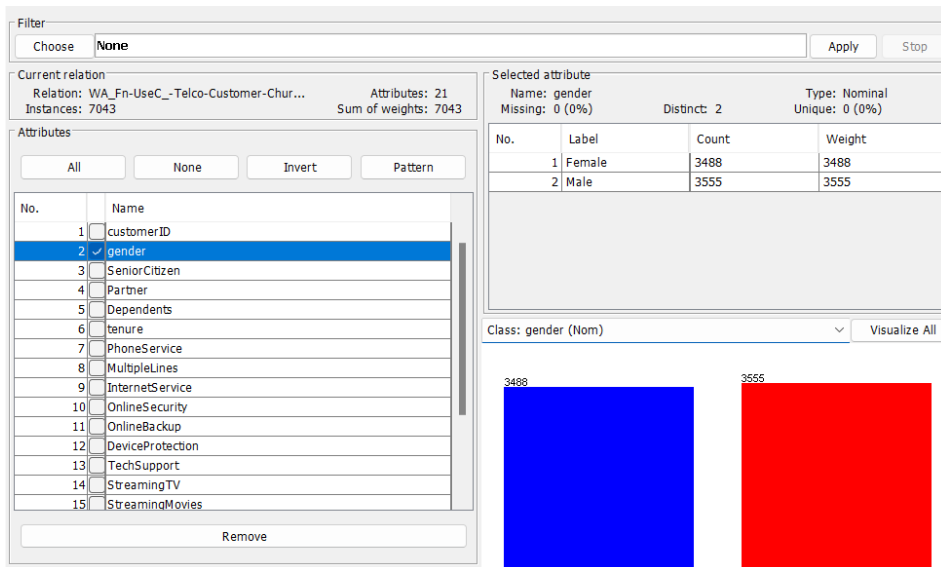 Filter
Choose None Apply Stop
Current relation
Relation: WA_Fn-UseC_-Telco-Customer-Chur... Attributes: 21
Instances: 7043 Sum of weights: 7043
Attributes
All None Invert Pattern
No. Name
1 customerID
2 gender
3 SeniorCitizen
4 Partner
5 Dependents
6 tenure
7 PhoneService
8 MultipleLines
9 InternetService
10 OnlineSecurity
11 OnlineBackup
12 DeviceProtection
13 TechSupport
14 StreamingTV
15 StreamingMovies
Remove
Selected attribute
Name: gender Type: Nominal
Missing: 0 (0%) Distinct: 2 Unique: 0 (0%)
No. Label Count Weight
1 Female 3488 3488
2 Male 3555 3555
Class: gender (Nom) Visualize All
3488 3555